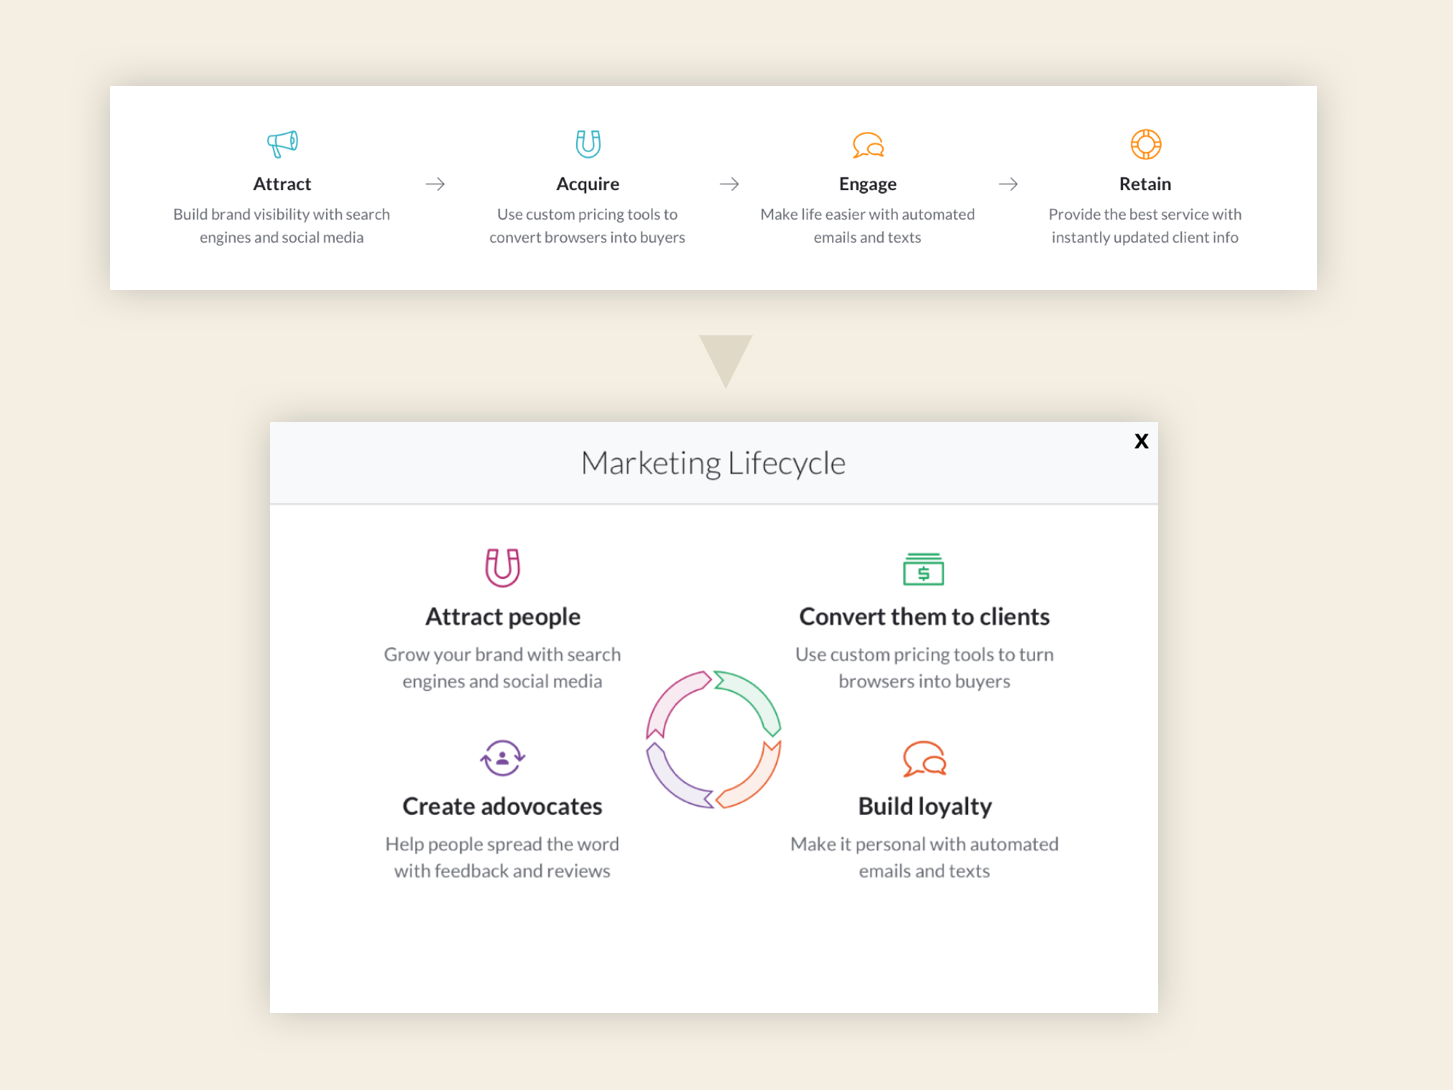 Attract
Build brand visibility with search
engines and social media
Acquire
Use custom pricing tools to
convert browsers into buyers
Engage
Make life easier with automated
emails and texts
Retain
Provide the best service with
instantly updated client info
X
Marketing Lifecycle
Attract people
Grow your brand with search
engines and social media
Convert them to clients
Use custom pricing tools to turn
browsers into buyers
$
Create adovocates
Help people spread the word
with feedback and reviews
Build loyalty
Make it personal with automated
emails and texts